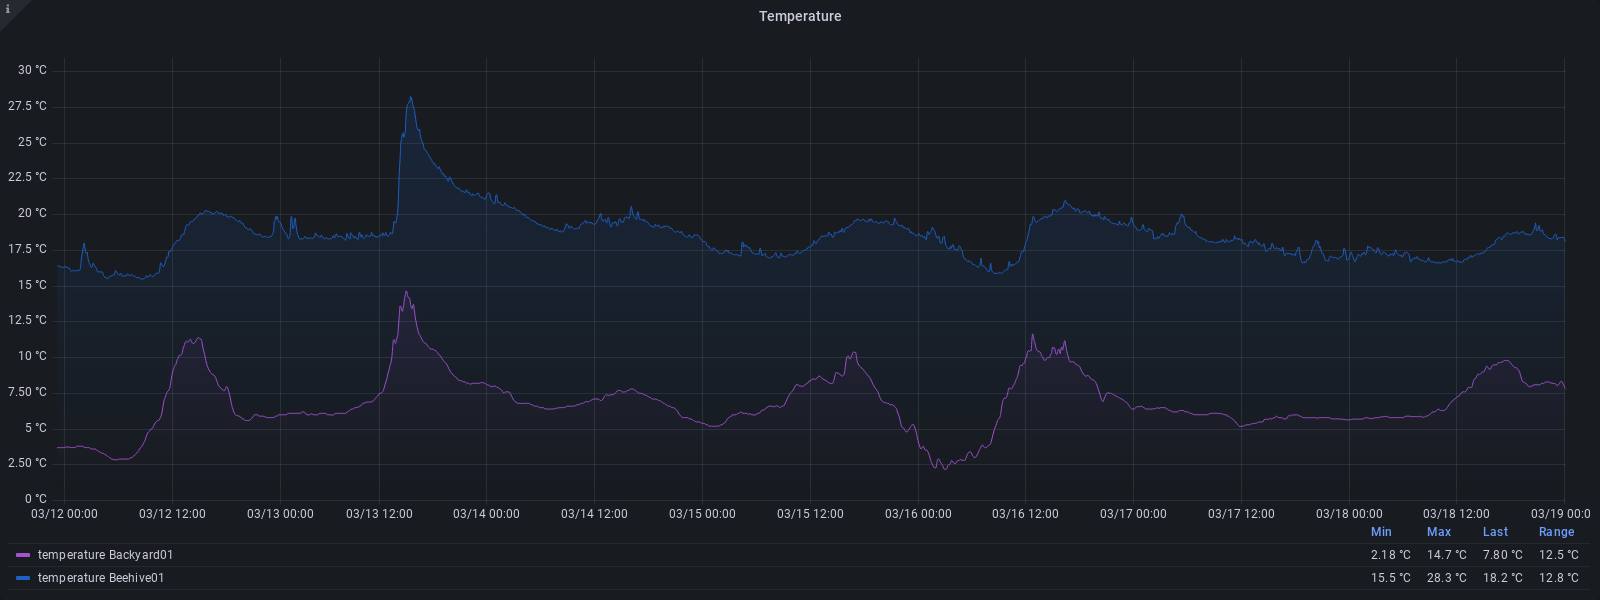 i
Temperature
30 °C
27.5 °C
25 °C
22.5 °C
20 °C
17.5 °C
15 °C
12.5 °C
10 °C
7.50 °C
5 °C
2.50 °C
0 °C
03/12 00:00 03/12 12:00 03/13 00:00 03/13 12:00 03/14 00:00 03/14 12:00 03/15 00:00 03/15 12:00 03/16 00:00 03/16 12:00 03/17 00:00 03/17 12:00 03/18 00:00 03/18 12:00 03/19 00:0
Min Max Last Range
temperature Backyard01 2.18 °C 14.7 °C 7.80 °C 12.5 °C
temperature Beehive01 15.5 °C 28.3 °C 18.2 °C 12.8 °C